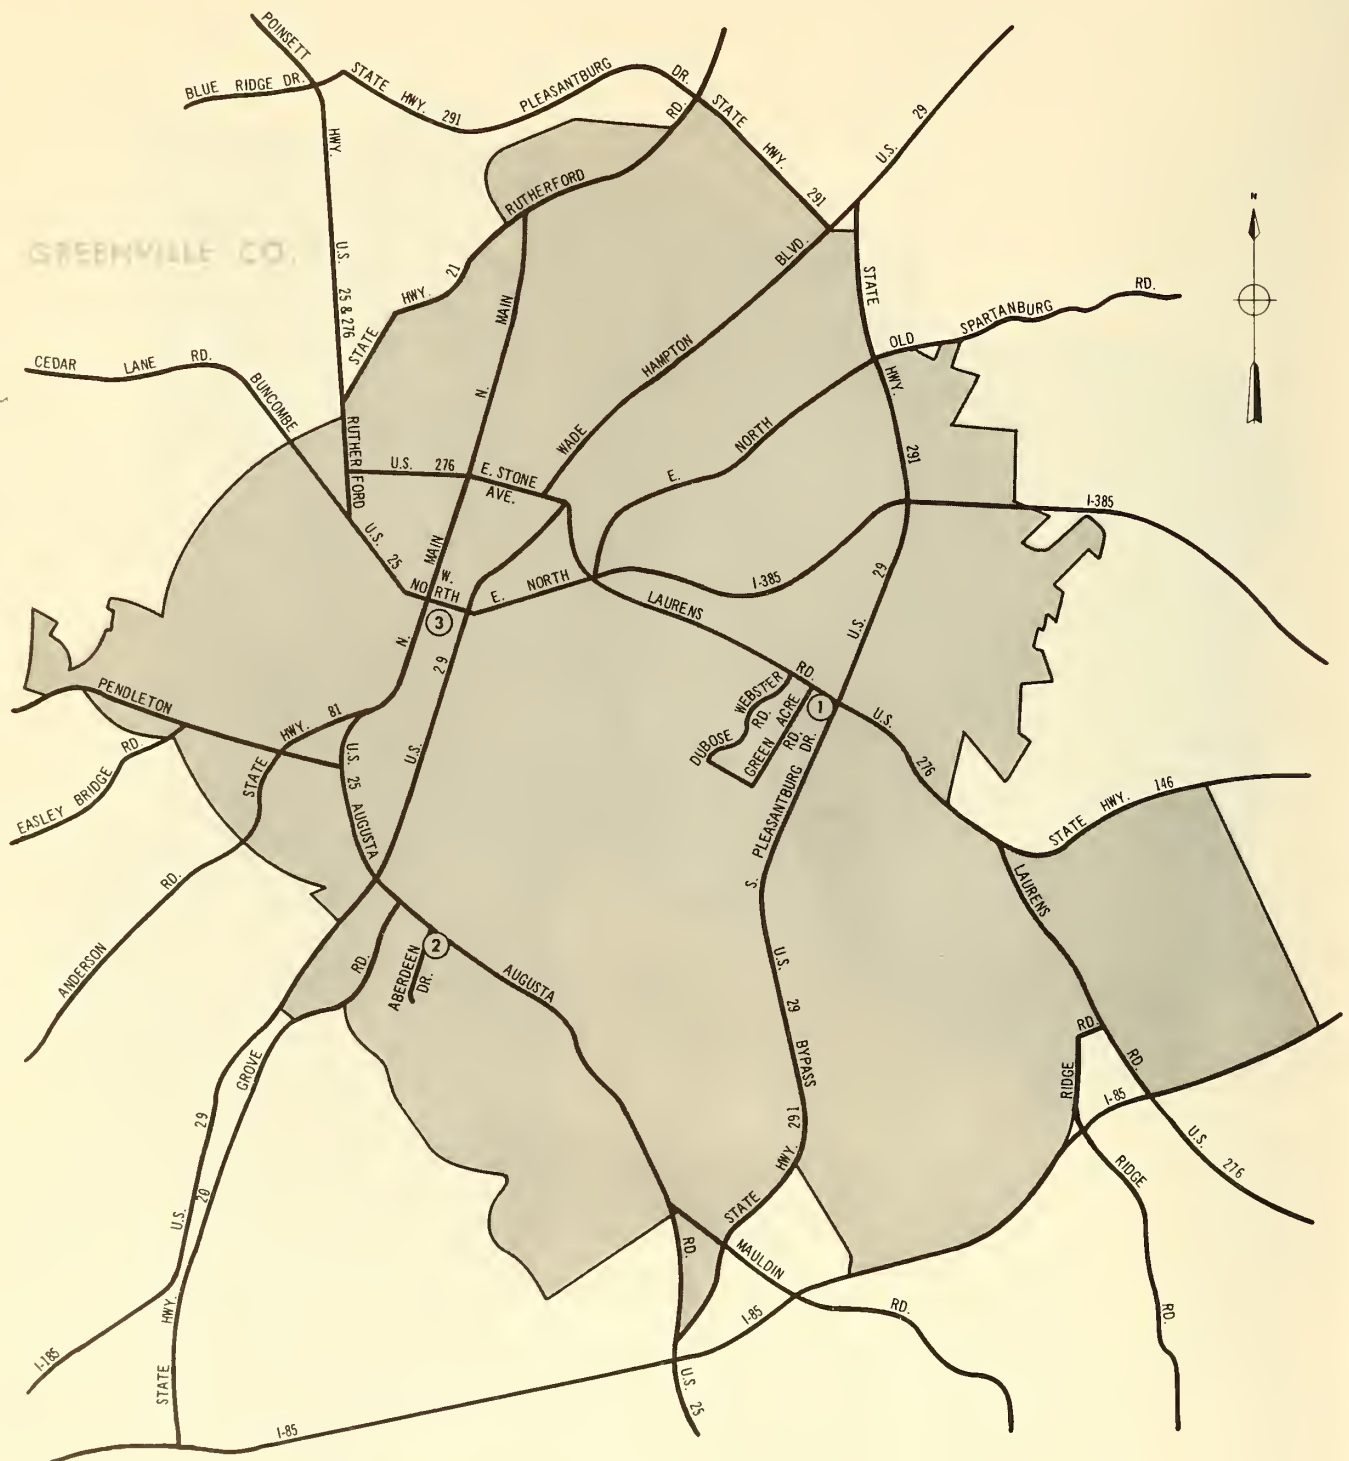 POINSETT
HWY.
BLUE RIDGE DR.
STATE HWY. 291
PLEASANTBURG DR.
STATE HWY. 291
U.S. 29
RUTHERFORD RD.
GREENVILLE CO.
U.S. 25 & 276
STATE HWY. 21
N. MAIN
WADE HAMPTON BLVD.
STATE HWY. 291
OLD SPARTANBURG RD.
N
CEDAR LANE RD.
BUNCOMBE
RUTHERFORD
U.S. 276
E. STONE AVE.
E. NORTH
I-385
U.S. 25
N. MAIN
W. NORTH
E. NORTH
I-385
LAURENS RD.
U.S. 29
3
U.S. 29
PENDLETON
STATE HWY. 81
WEBSTER RD.
DUBOSE
GREEN ACRE RD.
1
U.S. 276
EASLEY BRIDGE RD.
U.S. 25
AUGUSTA
S. PLEASANTBURG DR.
STATE HWY. 146
ANDERSON RD.
LAURENS RD.
2
ABERDEEN DR.
AUGUSTA RD.
U.S. 29 BYPASS
GROVE RD.
RIDGE RD.
I-85
U.S. 29
STATE HWY. 20
STATE HWY. 291
RIDGE RD.
U.S. 276
MAULDIN RD.
I-85
I-185
U.S. 25
I-85